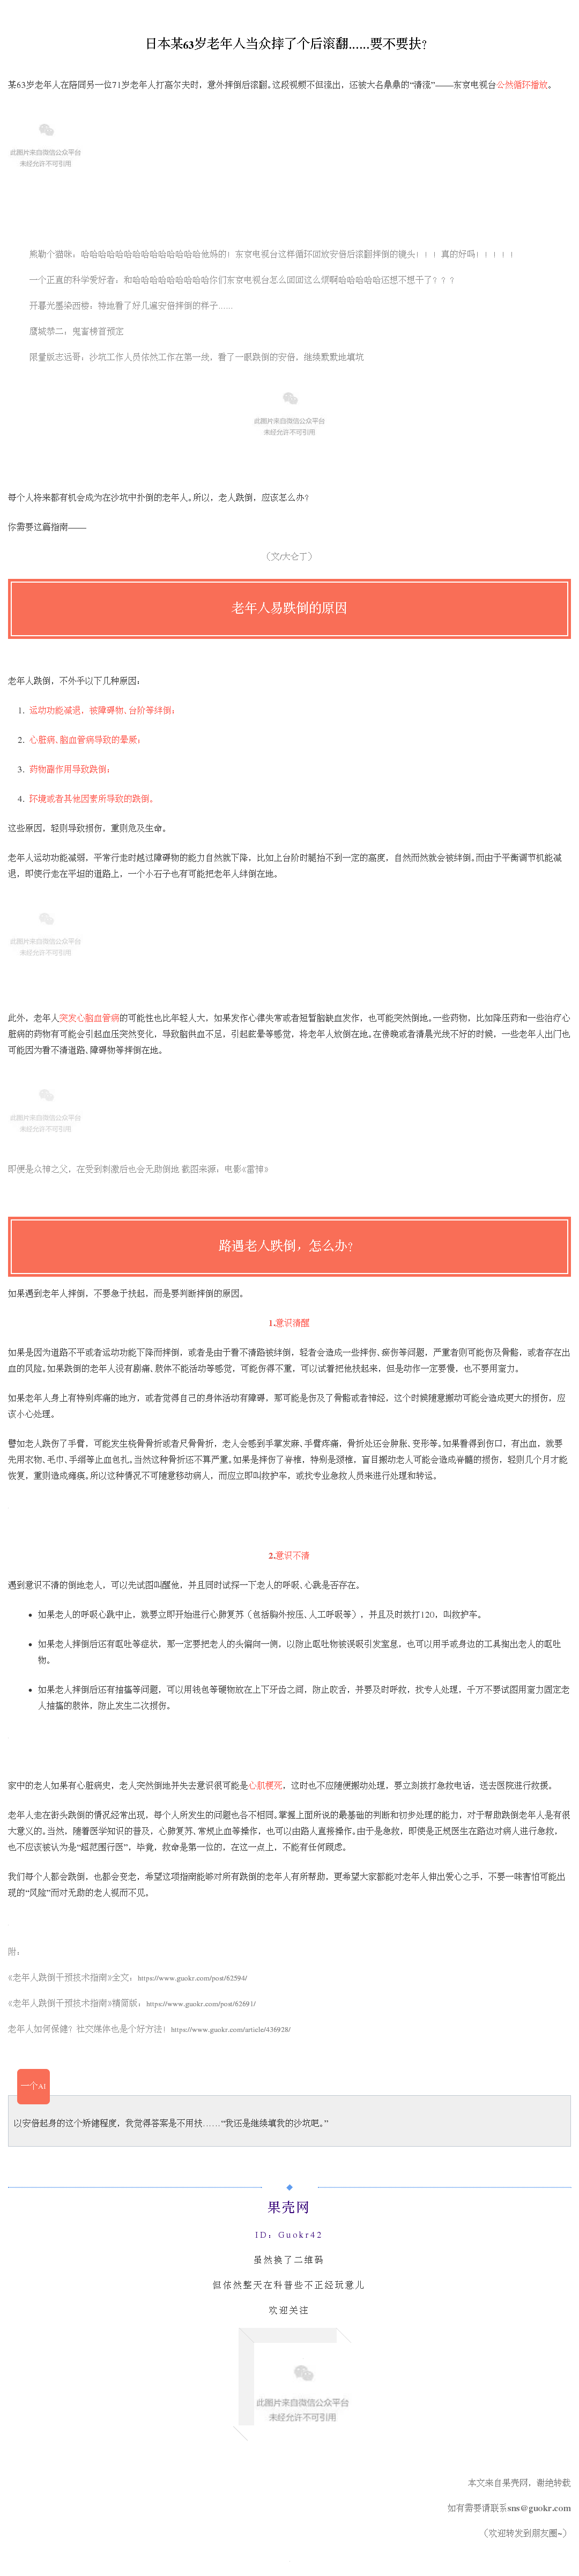 日本某63岁老年人当众摔了个后滚翻……要不要扶?
某63岁老年人在陪同另一位71岁老年人打高尔夫时，意外摔倒后滚翻。这段视频不但流出，还被大名鼎鼎的“清流”——东京电视台公然循环播放。
此图片来自微信公众平台
未经允许不可引用
熊勒个猫咪：哈哈哈哈哈哈哈哈哈哈哈哈哈哈他妈的！东京电视台这样循环回放安倍后滚翻摔倒的镜头！！！真的好吗！！！！！
一个正直的科学爱好者：和哈哈哈哈哈哈哈哈哈你们东京电视台怎么回回这么烦啊哈哈哈哈哈还想不想干了？？？
开暮光墨染西楼：特地看了好几遍安倍摔倒的样子……
鹰城恭二：鬼畜榜首预定
限量版志远哥：沙坑工作人员依然工作在第一线，看了一眼跌倒的安倍，继续默默地填坑
此图片来自微信公众平台
未经允许不可引用
每个人将来都有机会成为在沙坑中扑倒的老年人。所以，老人跌倒，应该怎么办？
你需要这篇指南——
（文/大仑丁）
老年人易跌倒的原因
老年人跌倒，不外乎以下几种原因：
1. 运动功能减退，被障碍物、台阶等绊倒；
2. 心脏病、脑血管病导致的晕厥；
3. 药物副作用导致跌倒；
4. 环境或者其他因素所导致的跌倒。
这些原因，轻则导致损伤，重则危及生命。
老年人运动功能减弱，平常行走时越过障碍物的能力自然就下降，比如上台阶时腿抬不到一定的高度，自然而然就会被绊倒。而由于平衡调节机能减
退，即使行走在平坦的道路上，一个小石子也有可能把老年人绊倒在地。
此图片来自微信公众平台
未经允许不可引用
此外，老年人突发心脑血管病的可能性也比年轻人大，如果发作心律失常或者短暂脑缺血发作，也可能突然倒地。一些药物，比如降压药和一些治疗心
脏病的药物有可能会引起血压突然变化，导致脑供血不足，引起眩晕等感觉，将老年人放倒在地。在傍晚或者清晨光线不好的时候，一些老年人出门也
可能因为看不清道路、障碍物等摔倒在地。
此图片来自微信公众平台
未经允许不可引用
即便是众神之父，在受到刺激后也会无助倒地 截图来源：电影《雷神》
路遇老人跌倒，怎么办？
如果遇到老年人摔倒，不要急于扶起，而是要判断摔倒的原因。
1.意识清醒
如果是因为道路不平或者运动功能下降而摔倒，或者是由于看不清路被绊倒，轻者会造成一些挫伤、瘀伤等问题，严重者则可能伤及骨骼，或者存在出
血的风险。如果跌倒的老年人没有剧痛、肢体不能活动等感觉，可能伤得不重，可以试着把他扶起来，但是动作一定要慢，也不要用蛮力。
如果老年人身上有特别疼痛的地方，或者觉得自己的身体活动有障碍，那可能是伤及了骨骼或者神经，这个时候随意搬动可能会造成更大的损伤，应
该小心处理。
譬如老人跌伤了手臂，可能发生桡骨骨折或者尺骨骨折，老人会感到手掌发麻、手臂疼痛，骨折处还会肿胀、变形等。如果看得到伤口，有出血，就要
先用衣物、毛巾、手绢等止血包扎。当然这种骨折还不算严重。如果是摔伤了脊椎，特别是颈椎，盲目搬动老人可能会造成脊髓的损伤，轻则几个月才能
恢复，重则造成瘫痪。所以这种情况不可随意移动病人，而应立即叫救护车，或找专业急救人员来进行处理和转运。
2.意识不清
遇到意识不清的倒地老人，可以先试图叫醒他，并且同时试探一下老人的呼吸、心跳是否存在。
• 如果老人的呼吸心跳中止，就要立即开始进行心肺复苏（包括胸外按压、人工呼吸等），并且及时拨打120，叫救护车。
• 如果老人摔倒后还有呕吐等症状，那一定要把老人的头偏向一侧，以防止呕吐物被误吸引发窒息，也可以用手或身边的工具掏出老人的呕吐
物。
• 如果老人摔倒后还有抽搐等问题，可以用钱包等硬物放在上下牙齿之间，防止咬舌，并要及时呼救，找专人处理，千万不要试图用蛮力固定老
人抽搐的肢体，防止发生二次损伤。
家中的老人如果有心脏病史，老人突然倒地并失去意识很可能是心肌梗死，这时也不应随便搬动处理，要立刻拨打急救电话，送去医院进行救援。
老年人走在街头跌倒的情况经常出现，每个人所发生的问题也各不相同。掌握上面所说的最基础的判断和初步处理的能力，对于帮助跌倒老年人是有很
大意义的。当然，随着医学知识的普及，心肺复苏、常规止血等操作，也可以由路人直接操作。由于是急救，即使是正规医生在路边对病人进行急救，
也不应该被认为是“超范围行医”，毕竟，救命是第一位的，在这一点上，不能有任何顾虑。
我们每个人都会跌倒，也都会变老，希望这项指南能够对所有跌倒的老年人有所帮助，更希望大家都能对老年人伸出爱心之手，不要一味害怕可能出
现的“风险”而对无助的老人视而不见。
附：
《老年人跌倒干预技术指南》全文：https://www.guokr.com/post/62594/
《老年人跌倒干预技术指南》精简版：https://www.guokr.com/post/62691/
老年人如何保健？社交媒体也是个好方法！https://www.guokr.com/article/436928/
一个AI
以安倍起身的这个矫健程度，我觉得答案是不用扶……“我还是继续填我的沙坑吧。”
果壳网
ID：Guokr42
虽然换了二维码
但依然整天在科普些不正经玩意儿
欢迎关注
此图片来自微信公众平台
未经允许不可引用
本文来自果壳网，谢绝转载
如有需要请联系sns@guokr.com
（欢迎转发到朋友圈~）